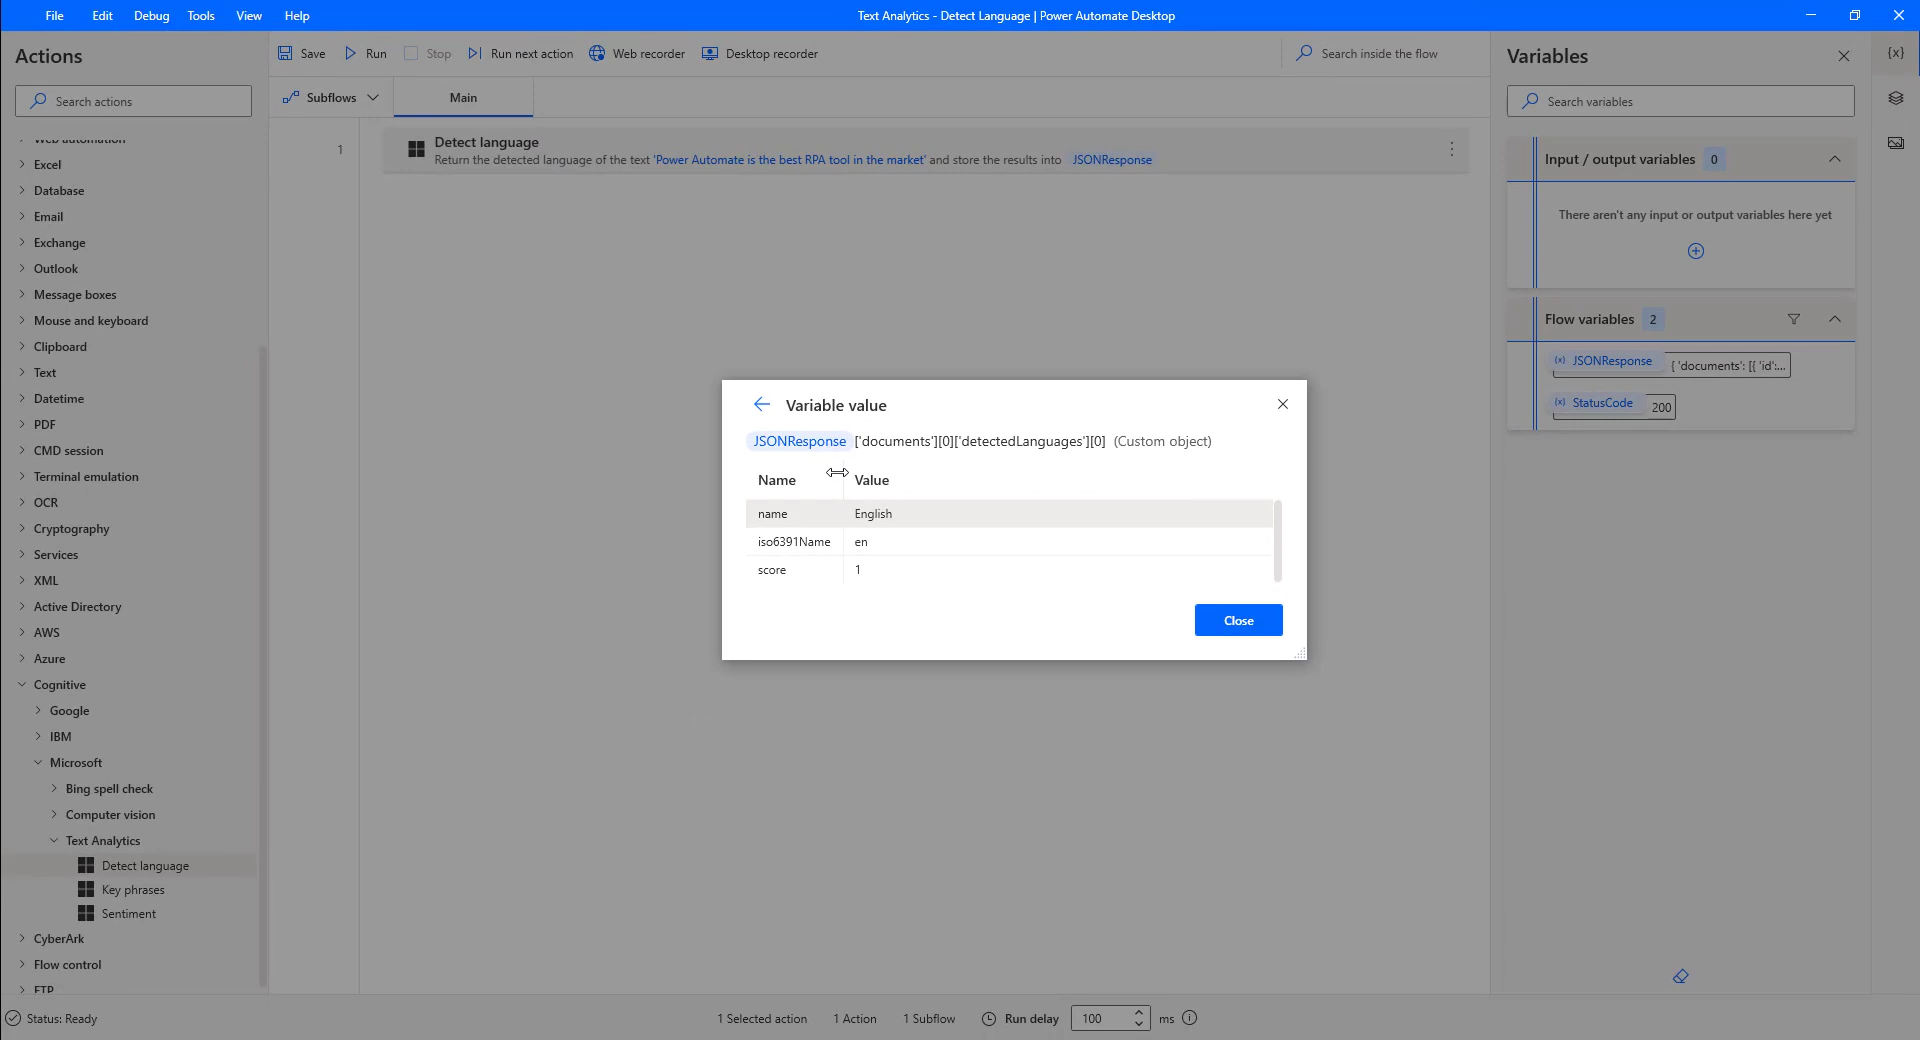 File Edit Debug Tools View Help
Text Analytics - Detect Language | Power Automate Desktop
Actions
Search actions
Web automation
Excel
Database
Email
Exchange
Outlook
Message boxes
Mouse and keyboard
Clipboard
Text
Datetime
PDF
CMD session
Terminal emulation
OCR
Cryptography
Services
XML
Active Directory
AWS
Azure
Cognitive
Google
IBM
Microsoft
Bing spell check
Computer vision
Text Analytics
Detect language
Key phrases
Sentiment
CyberArk
Flow control
FTP
Save Run Stop Run next action Web recorder Desktop recorder
Search inside the flow
Subflows Main
1
Detect language
Return the detected language of the text 'Power Automate is the best RPA tool in the market' and store the results into JSONResponse
Variable value
JSONResponse ['documents'][0]['detectedLanguages'][0] (Custom object)
Name Value
name English
iso6391Name en
score 1
Close
Variables
{x}
Search variables
Input / output variables 0
There aren't any input or output variables here yet
Flow variables 2
{x} JSONResponse { 'documents': [{ 'id':...
{x} StatusCode 200
Status: Ready
1 Selected action 1 Action 1 Subflow Run delay 100 ms